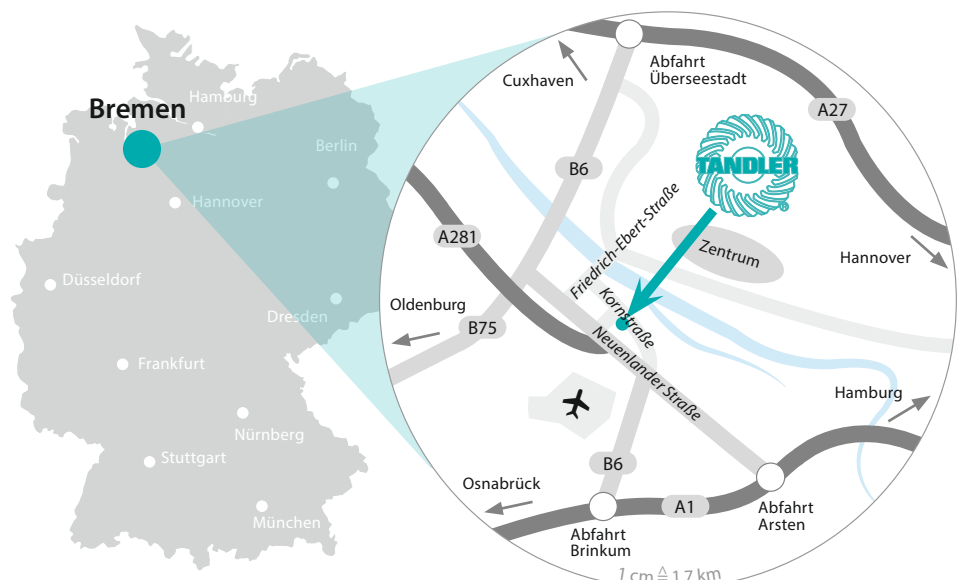 Bremen
Hamburg
Berlin
Hannover
Düsseldorf
Dresden
Frankfurt
Nürnberg
Stuttgart
München
Cuxhaven
Abfahrt
Überseestadt
A27
B6
TANDLER
®
Friedrich-Ebert-Straße
A281
Zentrum
Hannover
Oldenburg
Kornstraße
B75
Neuenlander Straße
Hamburg
B6
Osnabrück
A1
Abfahrt
Arsten
Abfahrt
Brinkum
1 cm ≙ 1,7 km